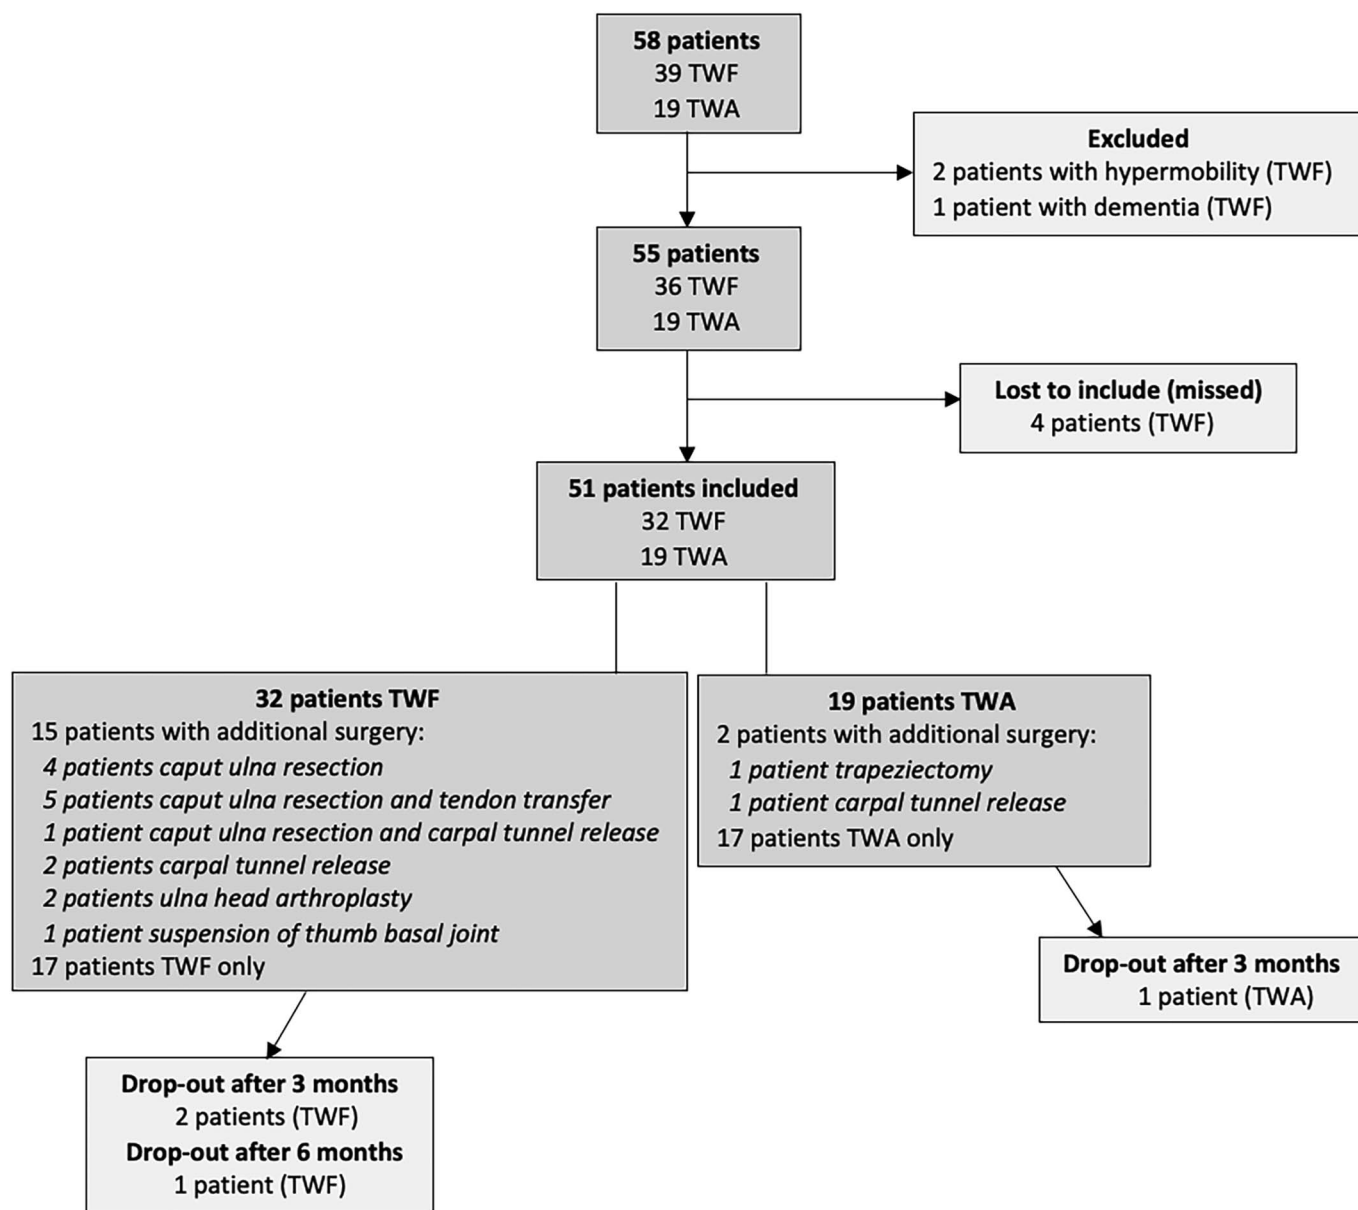 58 patients
39 TWF
19 TWA
Excluded
2 patients with hypermobility (TWF)
1 patient with dementia (TWF)
55 patients
36 TWF
19 TWA
Lost to include (missed)
4 patients (TWF)
51 patients included
32 TWF
19 TWA
32 patients TWF
15 patients with additional surgery:
4 patients caput ulna resection
5 patients caput ulna resection and tendon transfer
1 patient caput ulna resection and carpal tunnel release
2 patients carpal tunnel release
2 patients ulna head arthroplasty
1 patient suspension of thumb basal joint
17 patients TWF only
19 patients TWA
2 patients with additional surgery:
1 patient trapeziectomy
1 patient carpal tunnel release
17 patients TWA only
Drop-out after 3 months
1 patient (TWA)
Drop-out after 3 months
2 patients (TWF)
Drop-out after 6 months
1 patient (TWF)